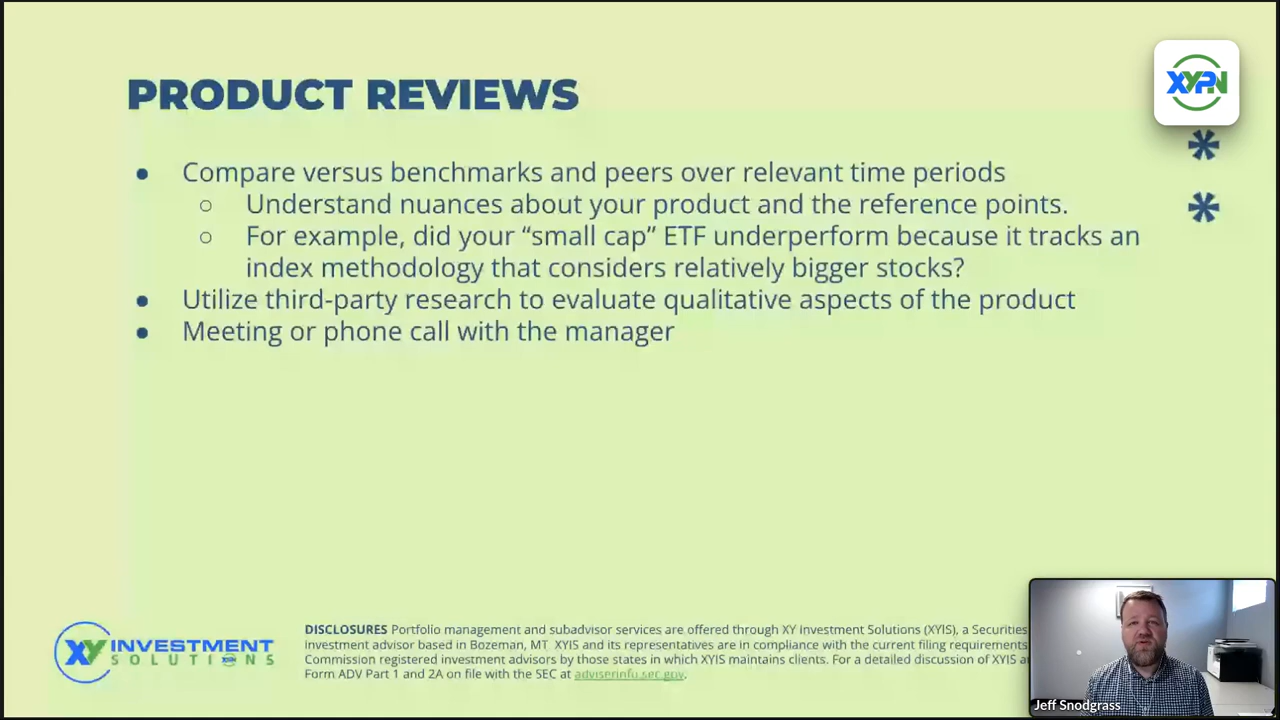 PRODUCT REVIEWS
XYPN
● Compare versus benchmarks and peers over relevant time periods
○ Understand nuances about your product and the reference points.
○ For example, did your “small cap” ETF underperform because it tracks an
index methodology that considers relatively bigger stocks?
● Utilize third-party research to evaluate qualitative aspects of the product
● Meeting or phone call with the manager
XY INVESTMENT
SOLUTIONS
DISCLOSURES Portfolio management and subadvisor services are offered through XY Investment Solutions (XYIS), a Securities
investment advisor based in Bozeman, MT. XYIS and its representatives are in compliance with the current filing requirements
Commission registered investment advisors by those states in which XYIS maintains clients. For a detailed discussion of XYIS
Form ADV Part 1 and 2A on file with the SEC at adviserinfo.sec.gov.
Jeff Snodgrass